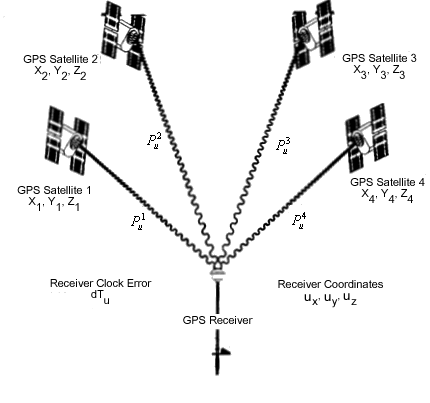 GPS Satellite 2
X2, Y2, Z2
GPS Satellite 3
X3, Y3, Z3
P²u
P³u
GPS Satellite 1
X1, Y1, Z1
GPS Satellite 4
X4, Y4, Z4
P¹u
P⁴u
Receiver Clock Error
dTu
Receiver Coordinates
ux, uy, uz
GPS Receiver